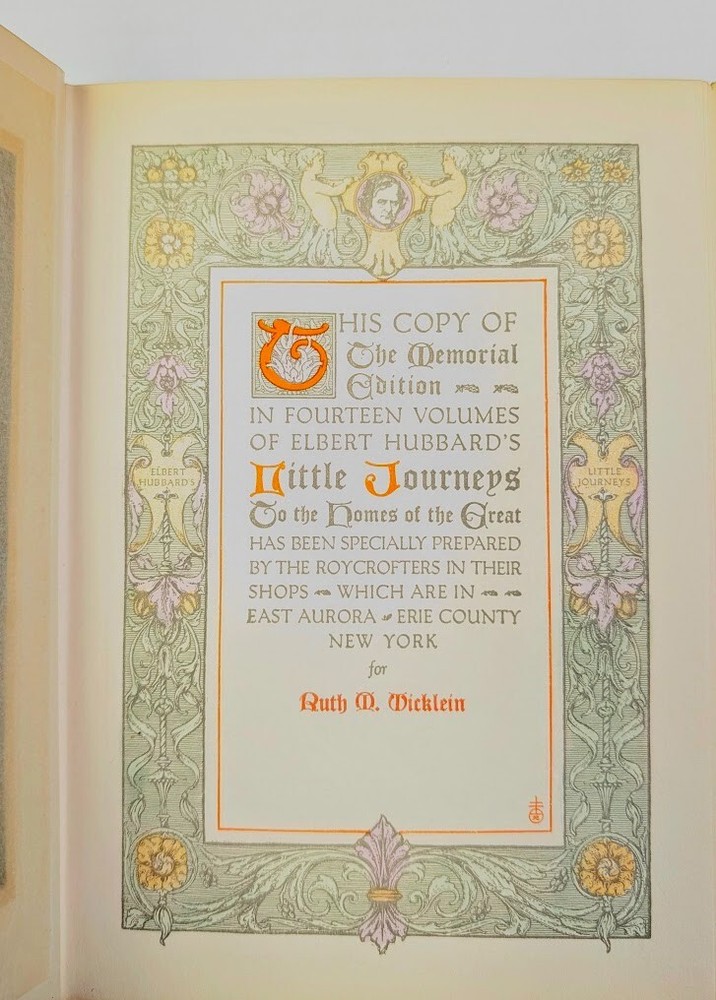 THIS COPY OF
The Memorial
Edition
IN FOURTEEN VOLUMES
OF ELBERT HUBBARD'S
Little Journeys
To the Homes of the Great
HAS BEEN SPECIALLY PREPARED
BY THE ROYCROFTERS IN THEIR
SHOPS WHICH ARE IN
EAST AURORA ERIE COUNTY
NEW YORK
for
Ruth M. Wicklein
ELBERT
HUBBARD'S
LITTLE
JOURNEYS